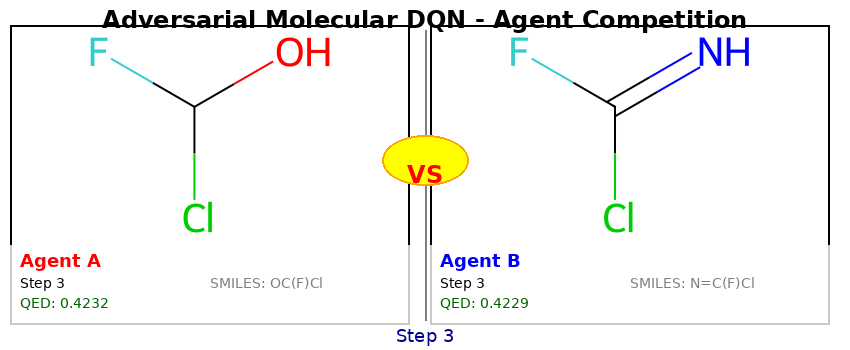 Adversarial Molecular DQN - Agent Competition
F
OH
Cl
F
NH
Cl
VS
Agent A
Step 3
SMILES: OC(F)Cl
QED: 0.4232
Agent B
Step 3
SMILES: N=C(F)Cl
QED: 0.4229
Step 3